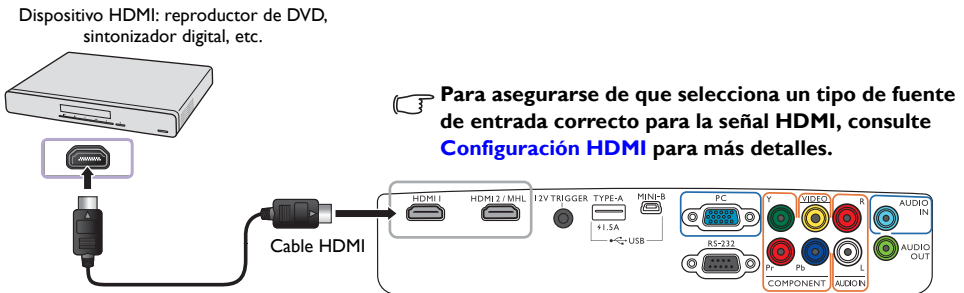 Dispositivo HDMI: reproductor de DVD,
sintonizador digital, etc.
Para asegurarse de que selecciona un tipo de fuente
de entrada correcto para la señal HDMI, consulte
Configuración HDMI para más detalles.
Cable HDMI
HDMI 1
HDMI 2 / MHL
12V TRIGGER
TYPE-A
MINI-B
1.5A
USB
PC
RS-232
Y
VIDEO
R
AUDIO
IN
Pr
Pb
L
AUDIO
OUT
COMPONENT
AUDIO IN